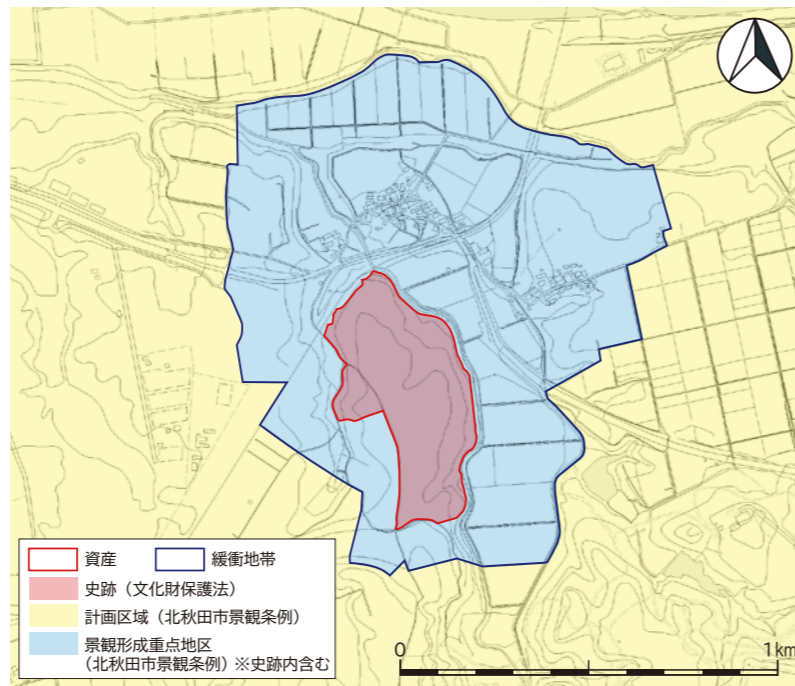 資産 緩衝地帯
史跡（文化財保護法）
計画区域（北秋田市景観条例）
景観形成重点地区
（北秋田市景観条例）※史跡内含む
0 1km